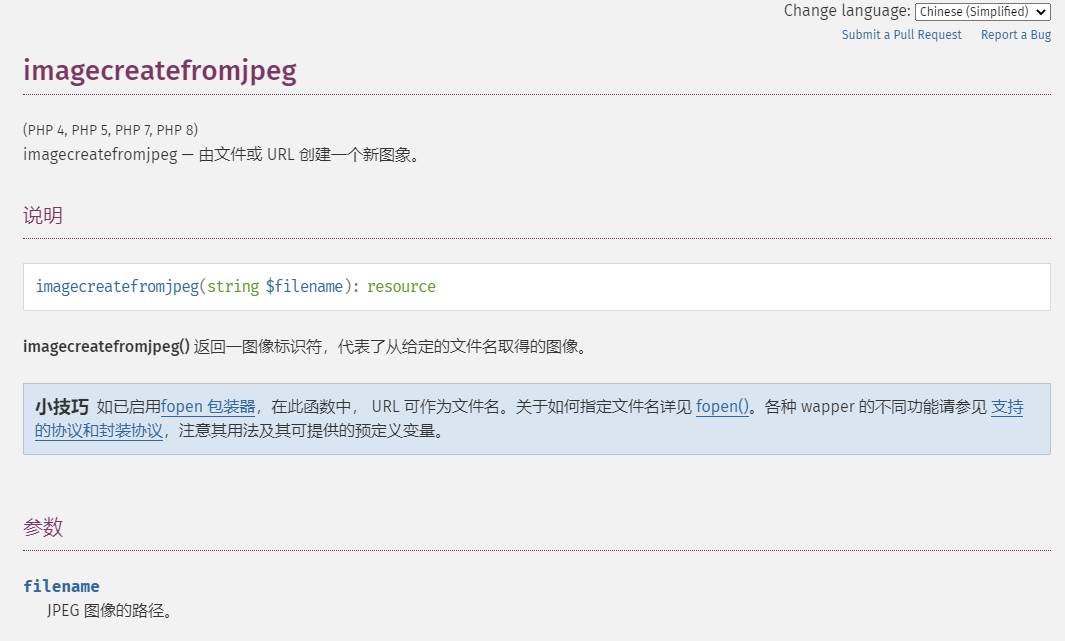 Change language: Chinese (Simplified)
Submit a Pull Request Report a Bug
imagecreatefromjpeg
(PHP 4, PHP 5, PHP 7, PHP 8)
imagecreatefromjpeg — 由文件或 URL 创建一个新图象。
说明
imagecreatefromjpeg(string $filename): resource
imagecreatefromjpeg() 返回一图像标识符，代表了从给定的文件名取得的图像。
小技巧 如已启用fopen 包装器，在此函数中， URL 可作为文件名。关于如何指定文件名详见 fopen()。各种 wapper 的不同功能请参见 支持
的协议和封装协议，注意其用法及其可提供的预定义变量。
参数
filename
JPEG 图像的路径。